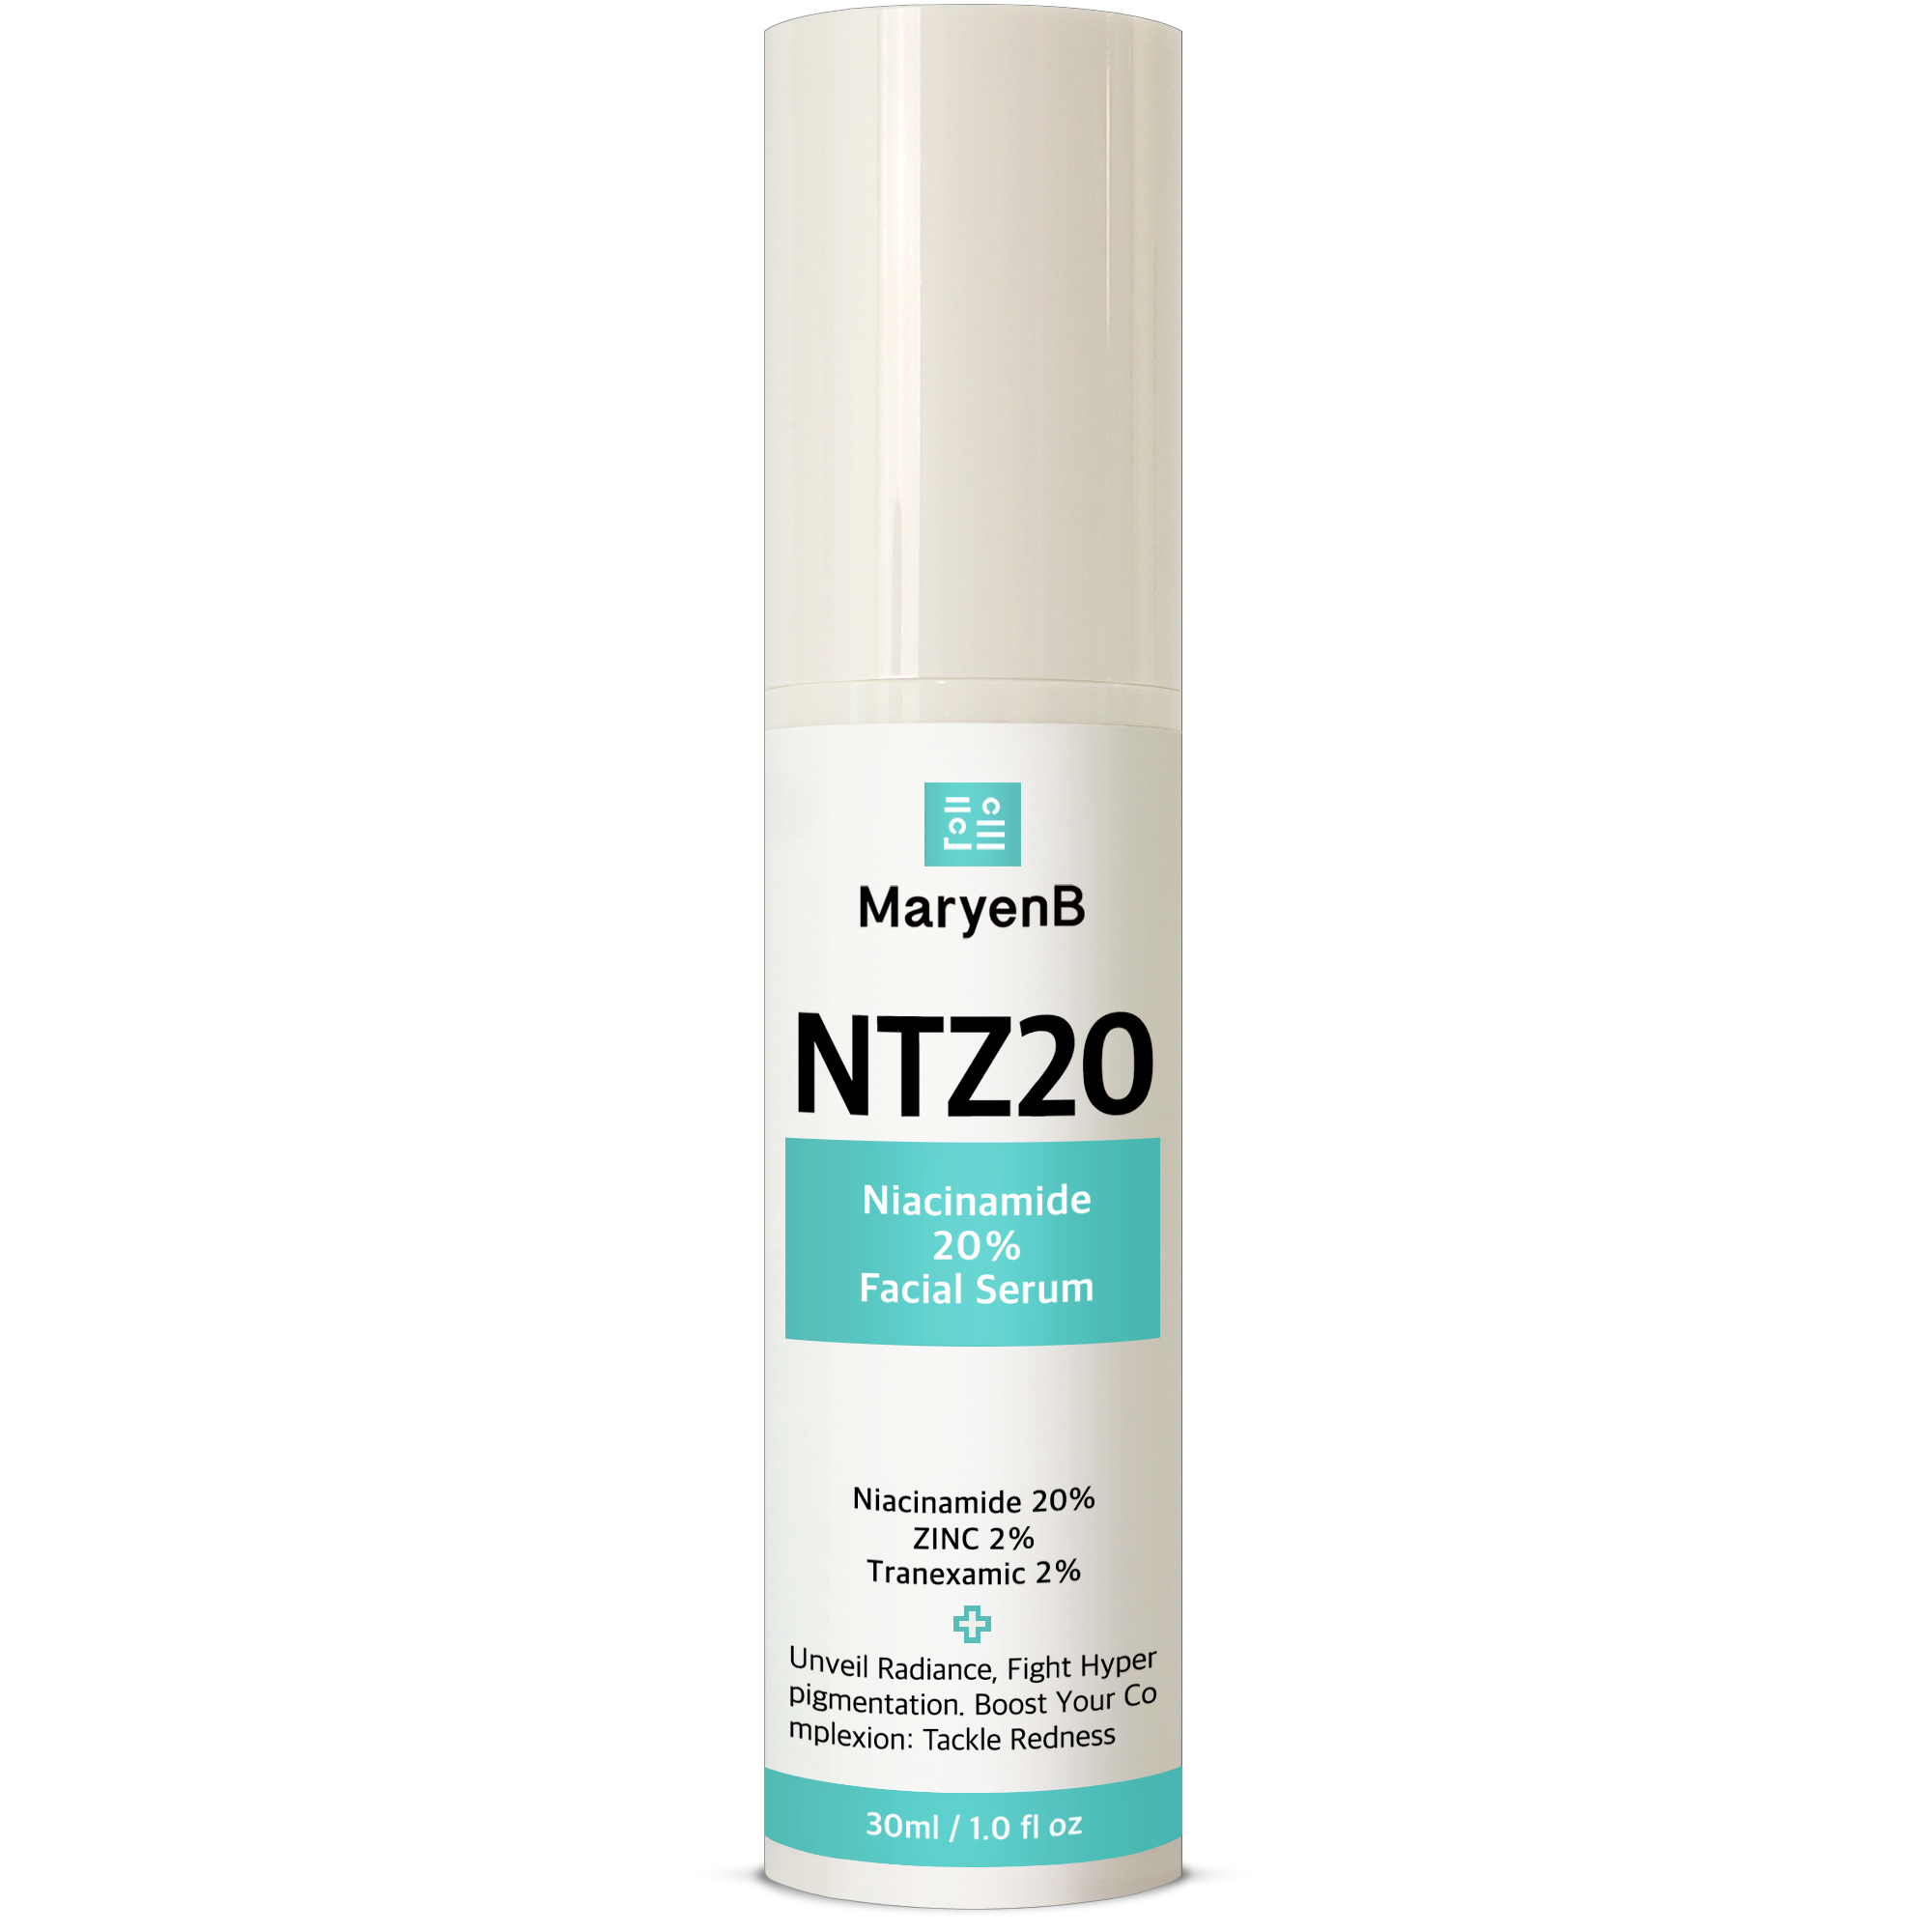 MaryenB
NTZ20
Niacinamide
20%
Facial Serum
Niacinamide 20%
ZINC 2%
Tranexamic 2%
Unveil Radiance, Fight Hyper
pigmentation. Boost Your Co
mplexion: Tackle Redness
30ml / 1.0 fl oz